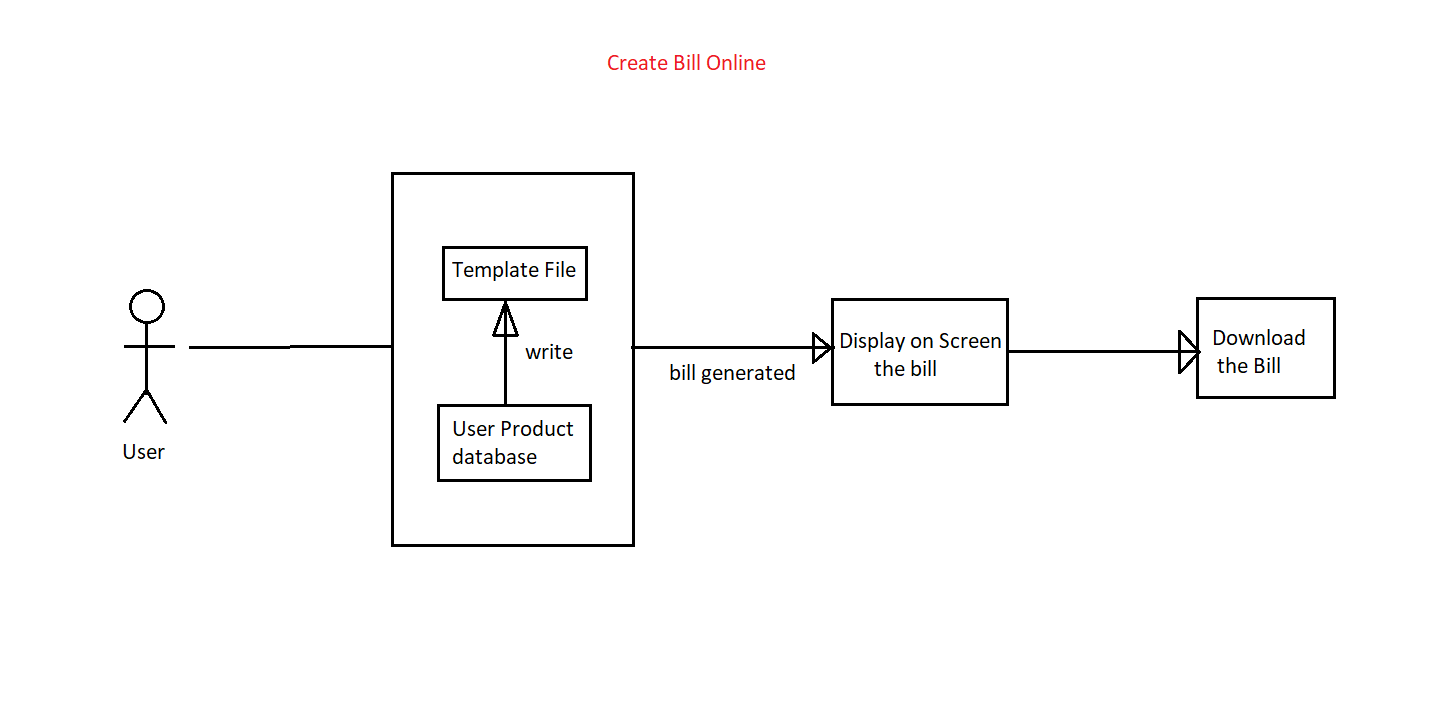 Create Bill Online
Template File
write
User Product
database
User
bill generated
Display on Screen
the bill
Download
the Bill